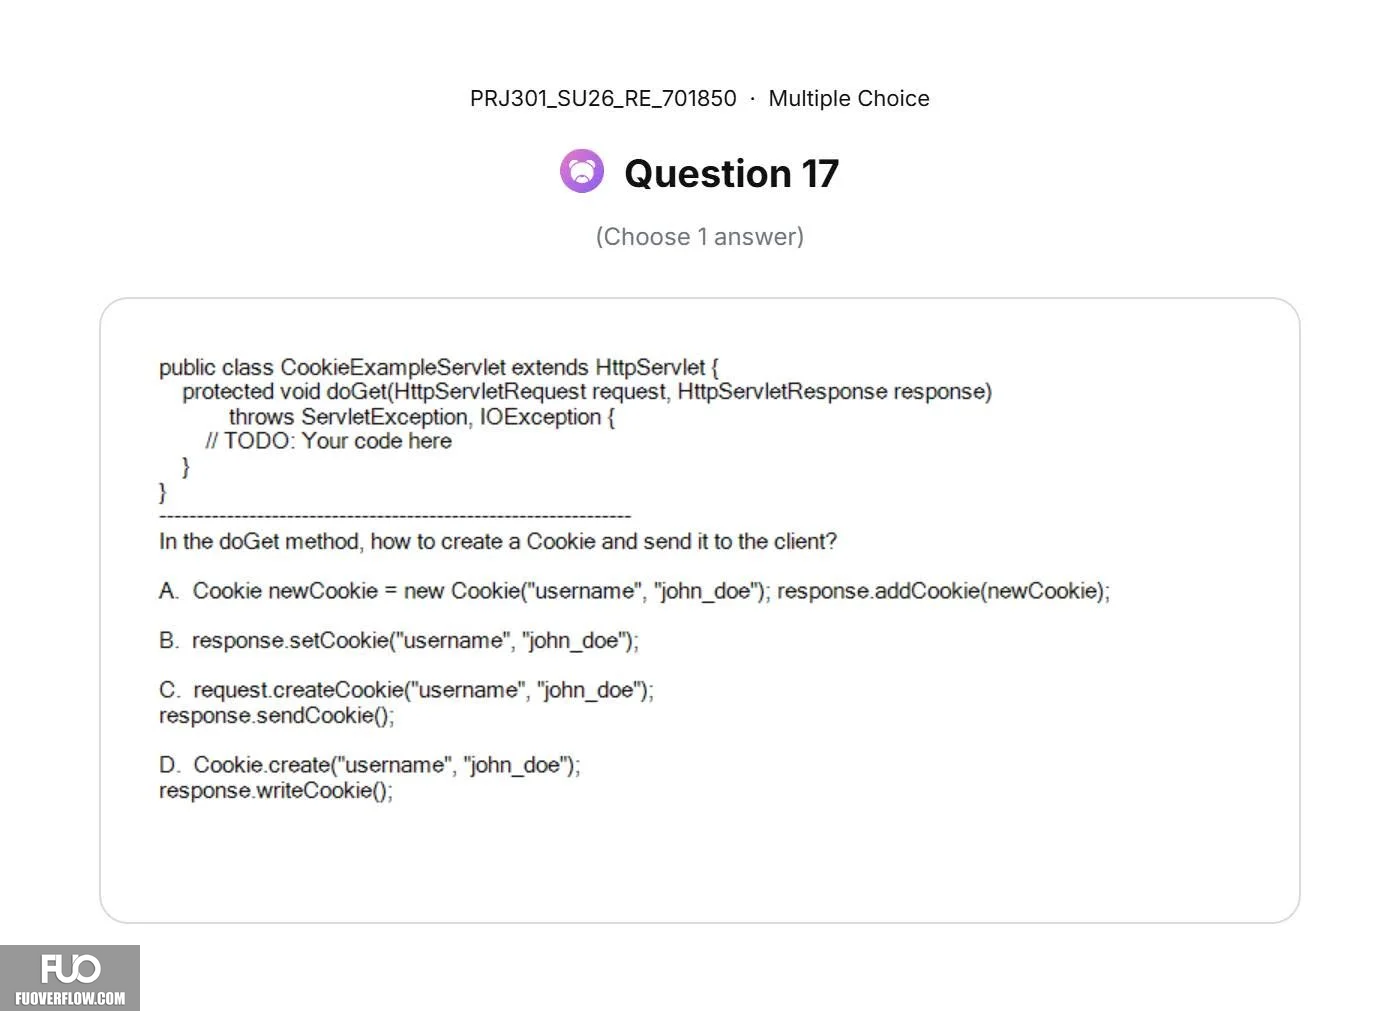 PRJ301_SU26_RE_701850 · Multiple Choice
Question 17
(Choose 1 answer)
public class CookieExampleServlet extends HttpServlet {
protected void doGet(HttpServletRequest request, HttpServletResponse response)
throws ServletException, IOException {
// TODO: Your code here
}
}
---------------------------------------------------------------
In the doGet method, how to create a Cookie and send it to the client?
A. Cookie newCookie = new Cookie("username", "john_doe"); response.addCookie(newCookie);
B. response.setCookie("username", "john_doe");
C. request.createCookie("username", "john_doe");
response.sendCookie();
D. Cookie.create("username", "john_doe");
response.writeCookie();
FUO
FUOVERFLOW.COM